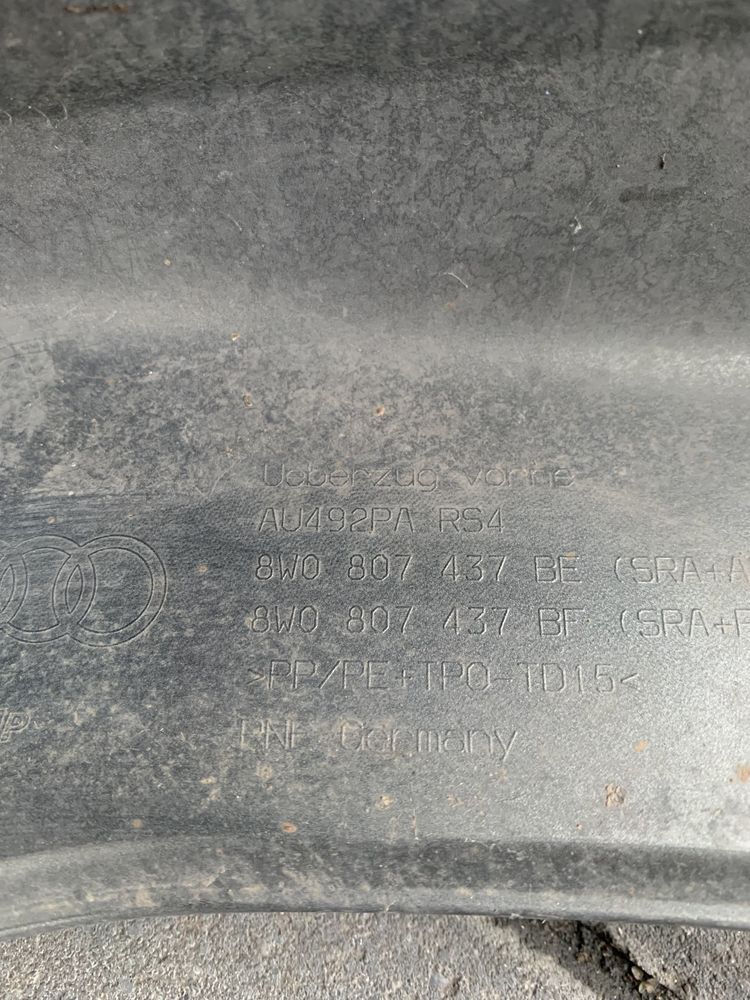 Ueberzug vorne
AU492PA RS4
8W0 807 437 BE (SRA+A
8W0 807 437 BF (SRA+
>PP/PE+TPO-TD15<
Germany